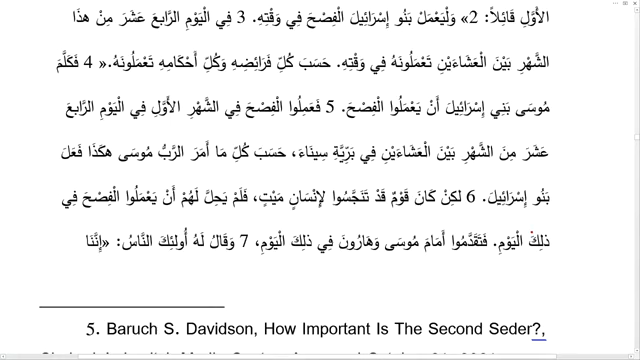 الأَوَّلِ قَائِلاً: 2» وَلْيَعْمَلْ بَنُو إِسْرَائِيلَ الْفِصْحَ فِي وَقْتِهِ. 3 فِي الْيَوْمِ الرَّابعَ عَشَرَ مِنْ هذَا
الشَّهْرِ بَيْنَ الْعَشَاءَيْنِ تَعْمَلُونَهُ فِي وَقْتِهِ. حَسَبَ كُلِّ فَرَائِضِهِ وَكُلِّ أَحْكَامِهِ تَعْمَلُونَهُ.« 4 فَكَلَّمَ
مُوسَى بَنِي إِسْرَائِيلَ أَنْ يَعْمَلُوا الْفِصْحَ. 5 فَعَمِلُوا الْفِصْحَ فِي الشَّهْرِ الأَوَّلِ فِي الْيَوْمِ الرَّابعَ
عَشَرَ مِنَ الشَّهْرِ بَيْنَ الْعَشَاءَيْنِ فِي بَرِّيَّةِ سِينَاءَ، حَسَبَ كُلِّ مَا أَمَرَ الرَّبُّ مُوسَى هكَذَا فَعَلَ
بَنُو إِسْرَائِيلَ. 6 لكِنْ كَانَ قَوْمٌ قَدْ تَنَجَّسُوا لإِنْسَانٍ مَيْتٍ، فَلَمْ يَحِلَّ لَهُمْ أَنْ يَعْمَلُوا الْفِصْحَ فِي
ذلِكَ الْيَوْمِ. فَتَقَدَّمُوا أَمَامَ مُوسَى وَهَارُونَ فِي ذلِكَ الْيَوْمِ، 7 وَقَالُ لَهُ أُولئِكَ النَّاسُ: »إِنَّنَا
5. Baruch S. Davidson, How Important Is The Second Seder?,